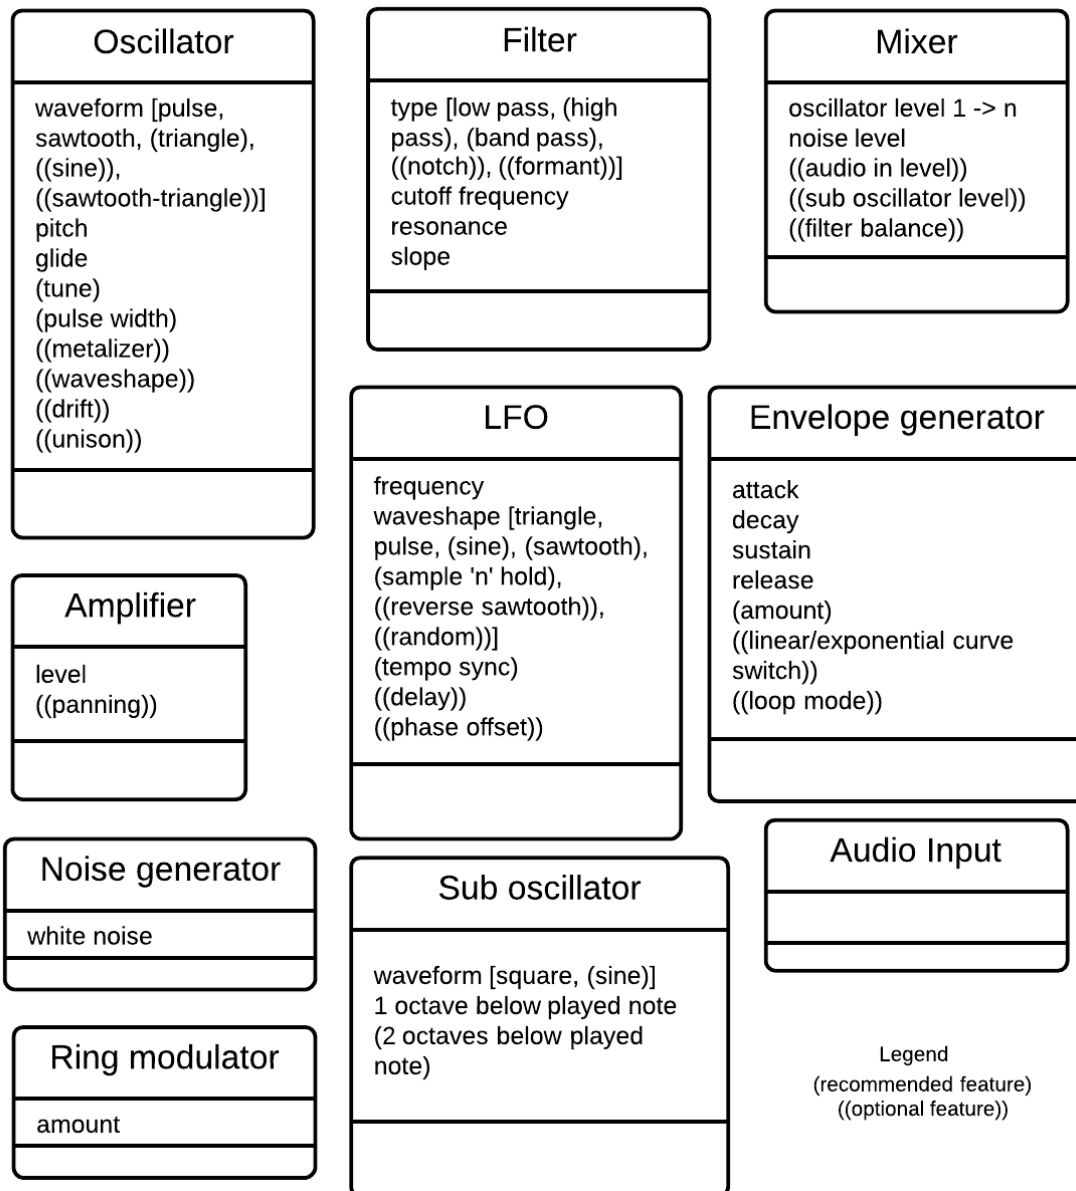 Oscillator
waveform [pulse,
sawtooth, (triangle),
((sine)),
((sawtooth-triangle))]
pitch
glide
(tune)
(pulse width)
((metalizer))
((waveshape))
((drift))
((unison))
Filter
type [low pass, (high
pass), (band pass),
((notch)), ((formant))]
cutoff frequency
resonance
slope
Mixer
oscillator level 1 -> n
noise level
((audio in level))
((sub oscillator level))
((filter balance))
LFO
frequency
waveshape [triangle,
pulse, (sine), (sawtooth),
(sample 'n' hold),
((reverse sawtooth)),
((random))]
(tempo sync)
((delay))
((phase offset))
Envelope generator
attack
decay
sustain
release
(amount)
((linear/exponential curve
switch))
((loop mode))
Amplifier
level
((panning))
Noise generator
white noise
Sub oscillator
waveform [square, (sine)]
1 octave below played note
(2 octaves below played
note)
Audio Input
Ring modulator
amount
Legend
(recommended feature)
((optional feature))